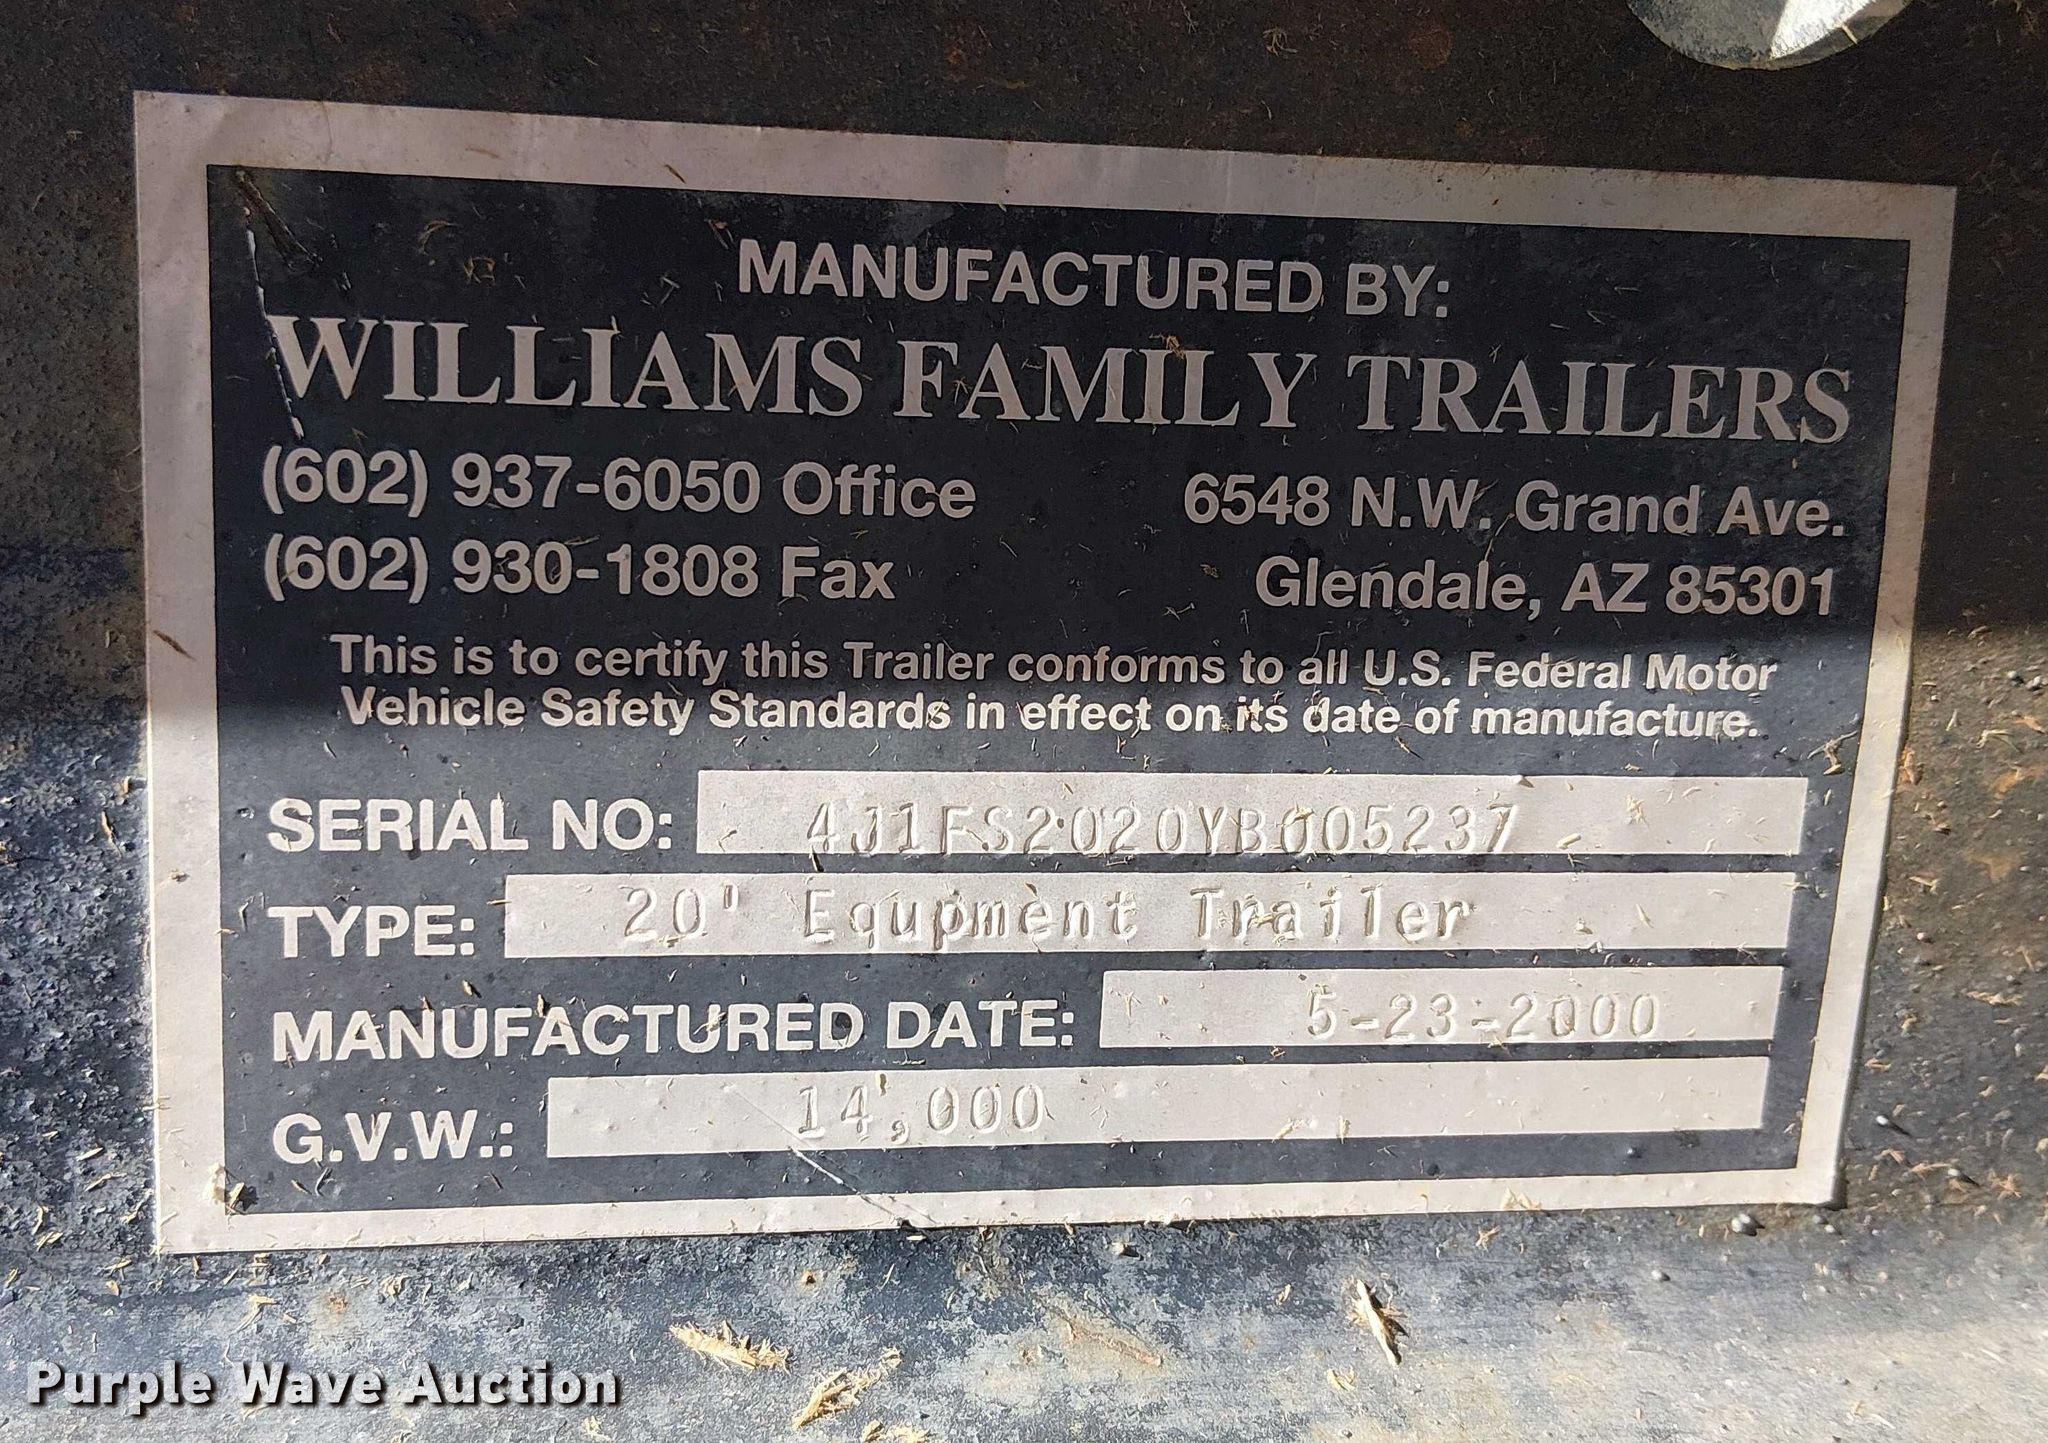 MANUFACTURED BY:
WILLIAMS FAMILY TRAILERS
(602) 937-6050 Office
6548 N.W. Grand Ave.
(602) 930-1808 Fax
Glendale, AZ 85301
This is to certify this Trailer conforms to all U.S. Federal Motor
Vehicle Safety Standards in effect on its date of manufacture.
SERIAL NO: 4J1FS2020YB005237
TYPE: 20' Equpment Trailer
MANUFACTURED DATE: 5-23-2000
G.V.W.: 14,000
Purple Wave Auction